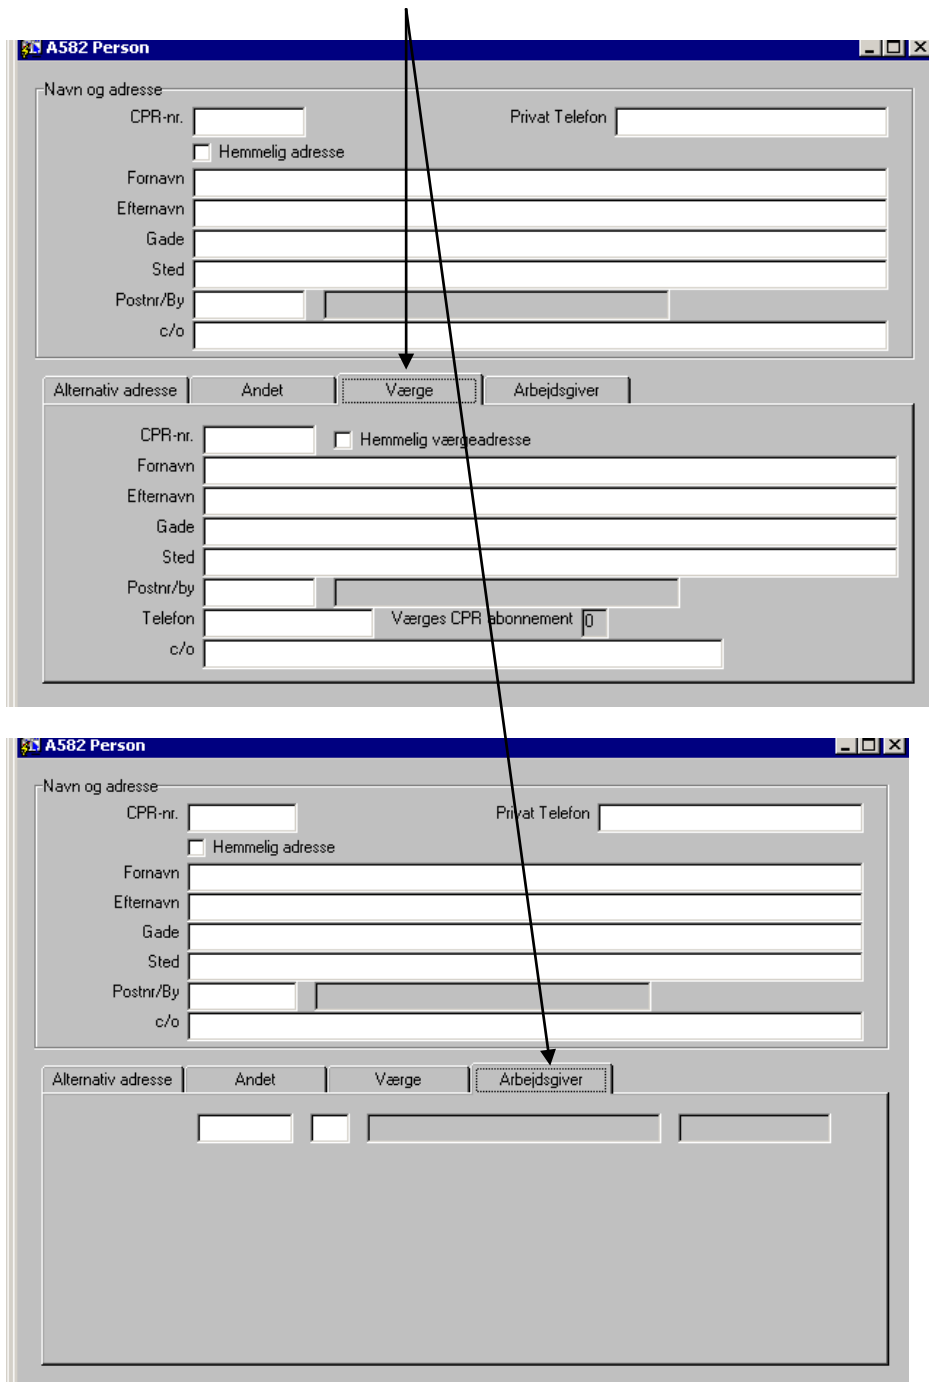 A582 Person
Navn og adresse
CPR-nr. Privat Telefon
Hemmelig adresse
Fornavn
Efternavn
Gade
Sted
Postnr/By
c/o
Alternativ adresse Andet Værge Arbejdsgiver
CPR-nr. Hemmelig værgeadresse
Fornavn
Efternavn
Gade
Sted
Postnr/by
Telefon Værges CPR abonnement 0
c/o
A582 Person
Navn og adresse
CPR-nr. Privat Telefon
Hemmelig adresse
Fornavn
Efternavn
Gade
Sted
Postnr/By
c/o
Alternativ adresse Andet Værge Arbejdsgiver